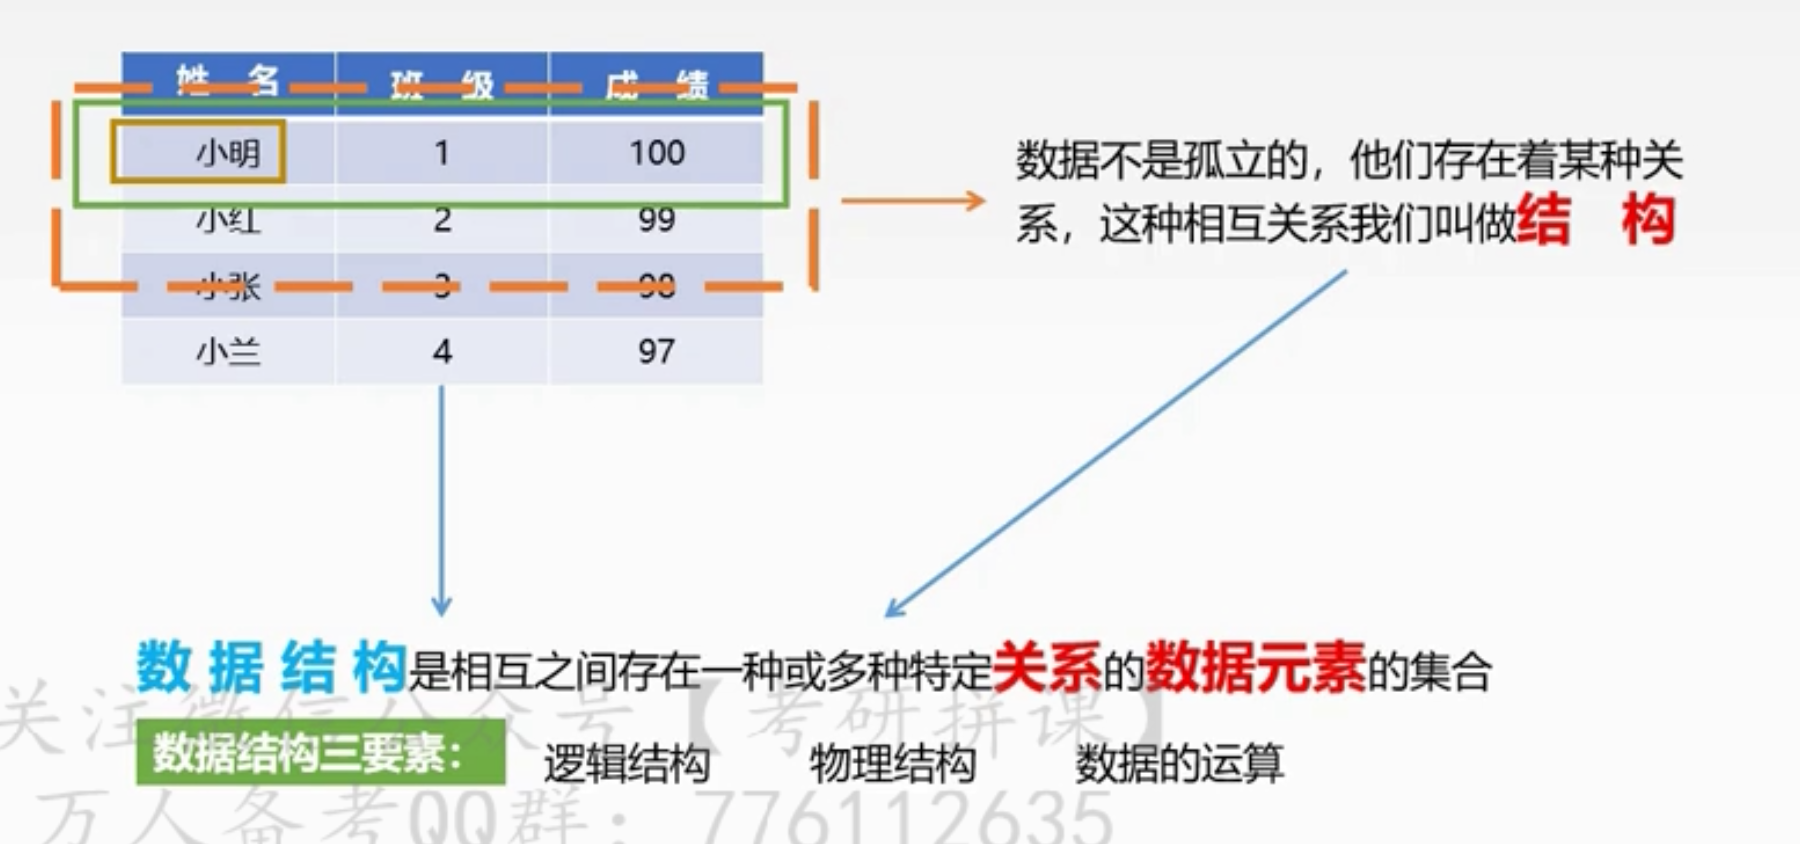 姓 名 班 级 成 绩
小明 1 100
小红 2 99
小张 3 98
小兰 4 97
数据不是孤立的，他们存在着某种关
系，这种相互关系我们叫做结 构
数据结构是相互之间存在一种或多种特定关系的数据元素的集合
关注微信公众号【考研拼课】
数据结构三要素： 逻辑结构 物理结构 数据的运算
万人备考QQ群：776112635